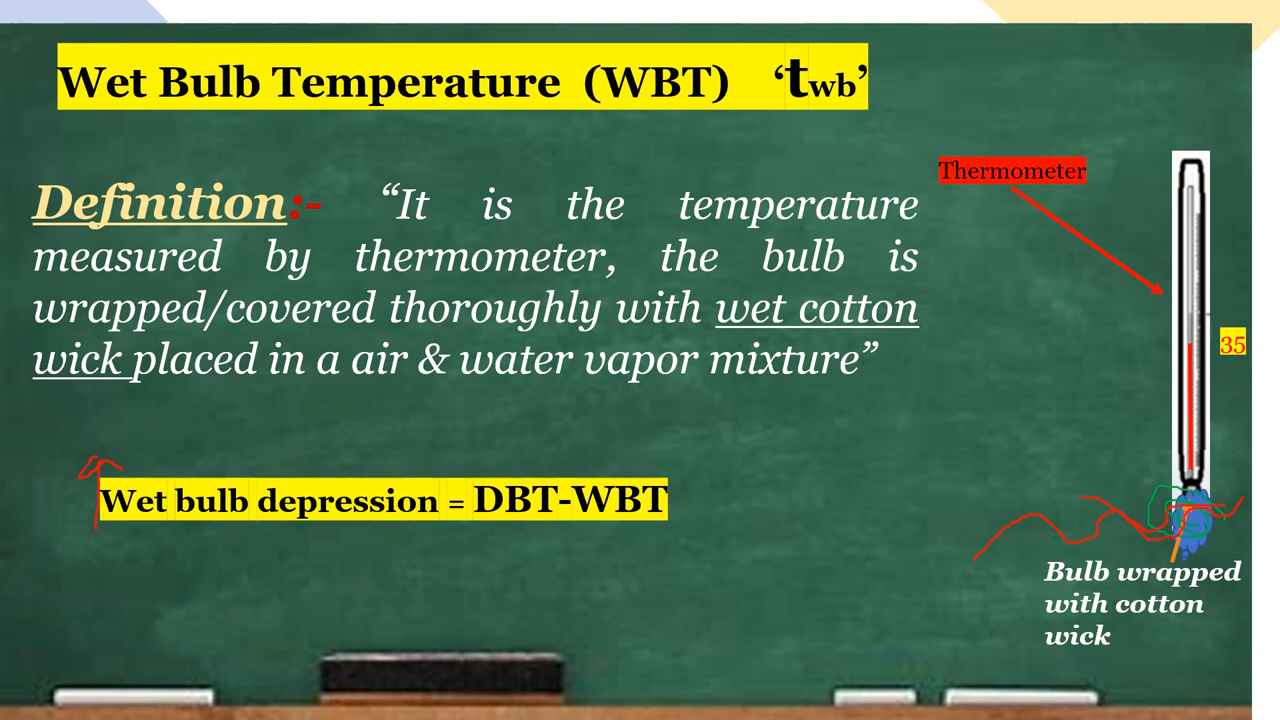 Wet Bulb Temperature (WBT) ‘twb’
Thermometer
Definition:- “It is the temperature
measured by thermometer, the bulb is
wrapped/covered thoroughly with wet cotton
wick placed in a air & water vapor mixture”
35
Wet bulb depression = DBT-WBT
Bulb wrapped
with cotton
wick